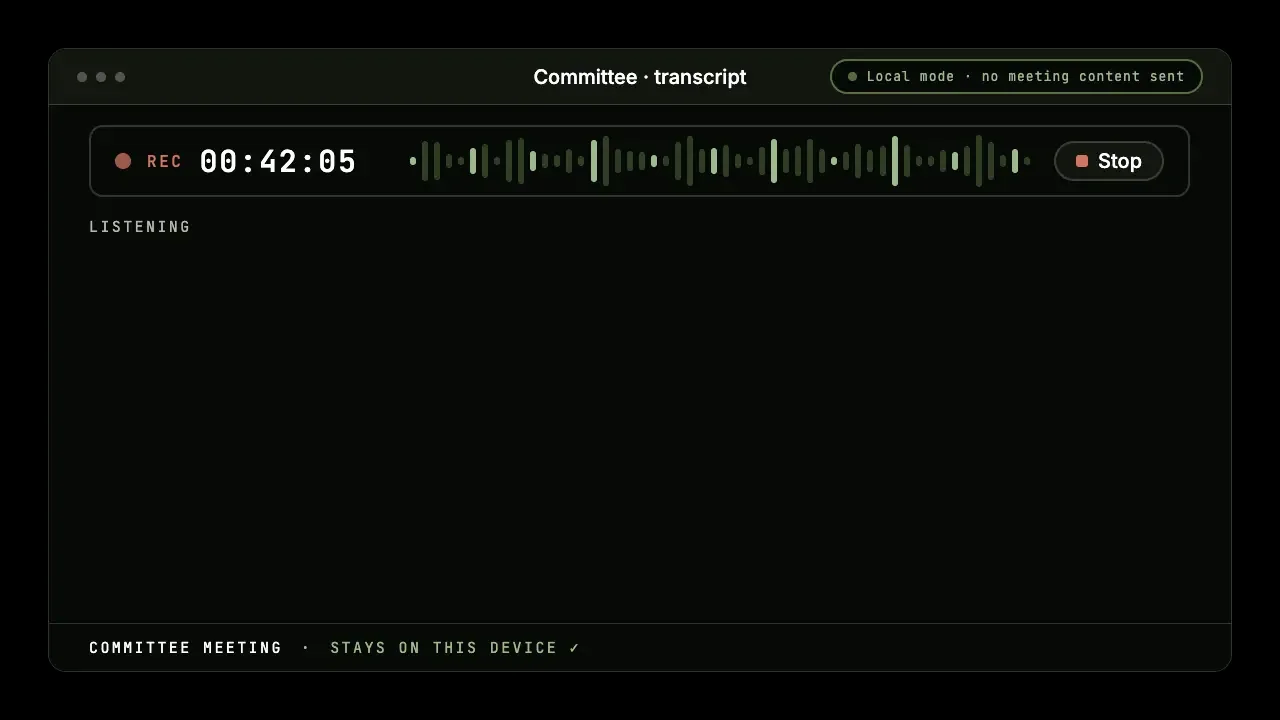 Committee · transcript
Local mode · no meeting content sent
REC 00:42:05
Stop
LISTENING
COMMITTEE MEETING · STAYS ON THIS DEVICE ✓